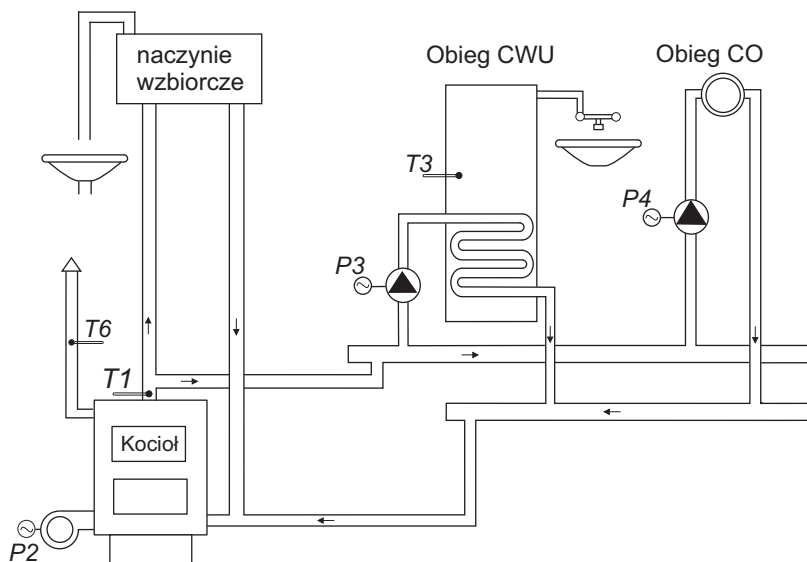 naczynie
wzbiorcze
Obieg CWU
Obieg CO
T3
P4
P3
T6
T1
Kocioł
P2